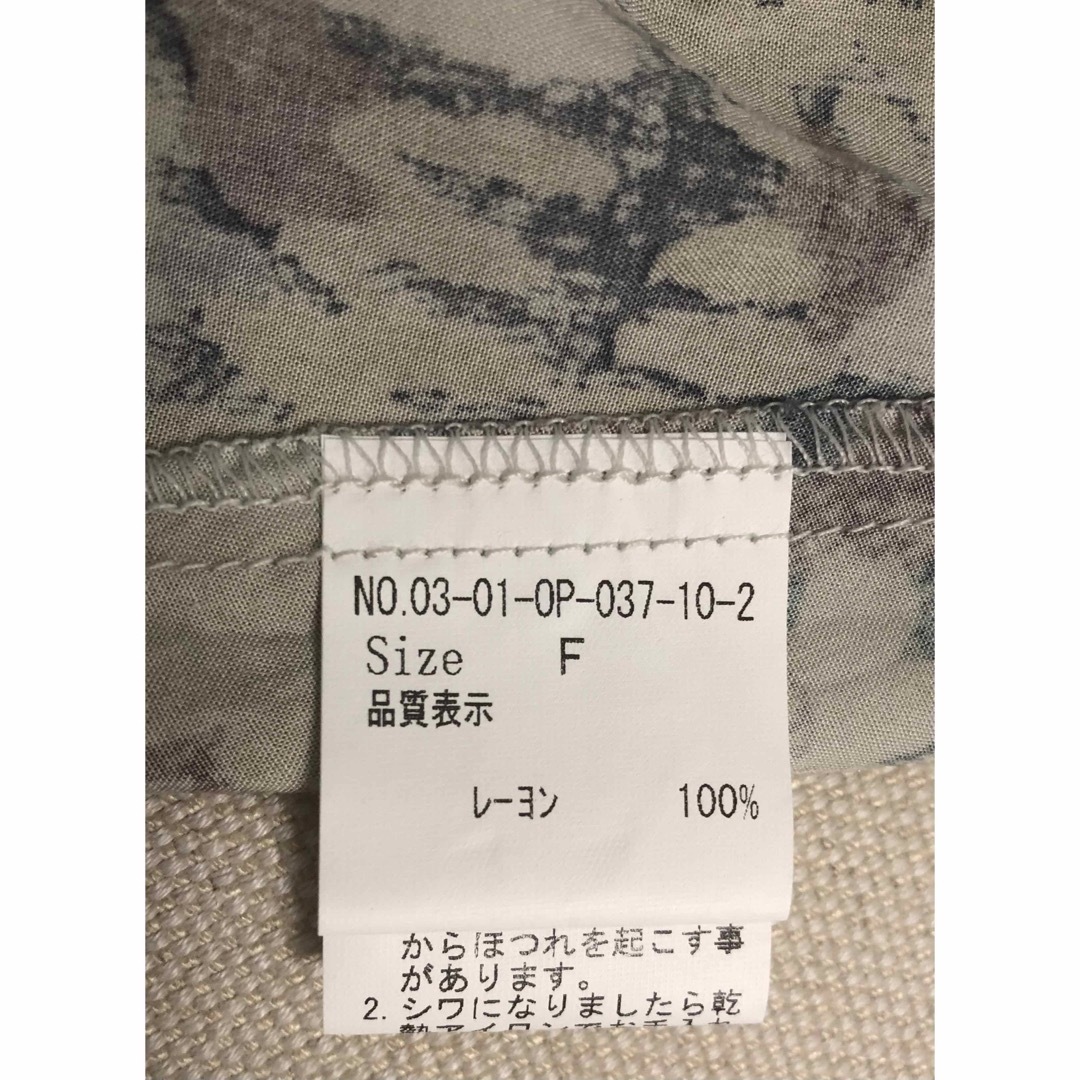 NO.03-01-OP-037-10-2
Size F
品質表示
レーヨン 100%
からほつれを起こす事
があります。
2. シワになりましたら乾